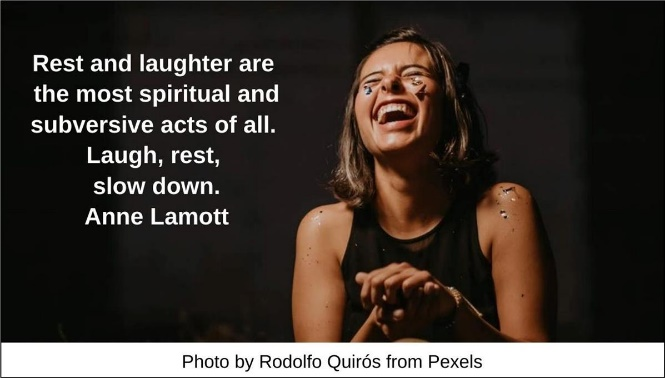 Rest and laughter are
the most spiritual and
subversive acts of all.
Laugh, rest,
slow down.
Anne Lamott
Photo by Rodolfo Quirós from Pexels